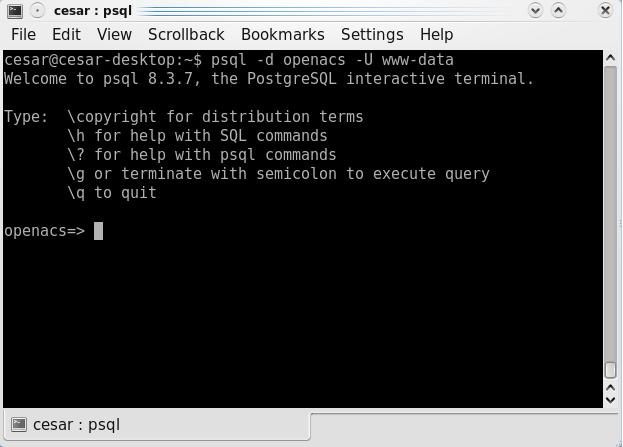 cesar : psql
File Edit View Scrollback Bookmarks Settings Help
cesar@cesar-desktop:~$ psql -d openacs -U www-data
Welcome to psql 8.3.7, the PostgreSQL interactive terminal.
Type:  \copyright for distribution terms
\h for help with SQL commands
\? for help with psql commands
\g or terminate with semicolon to execute query
\q to quit
openacs=>
cesar : psql